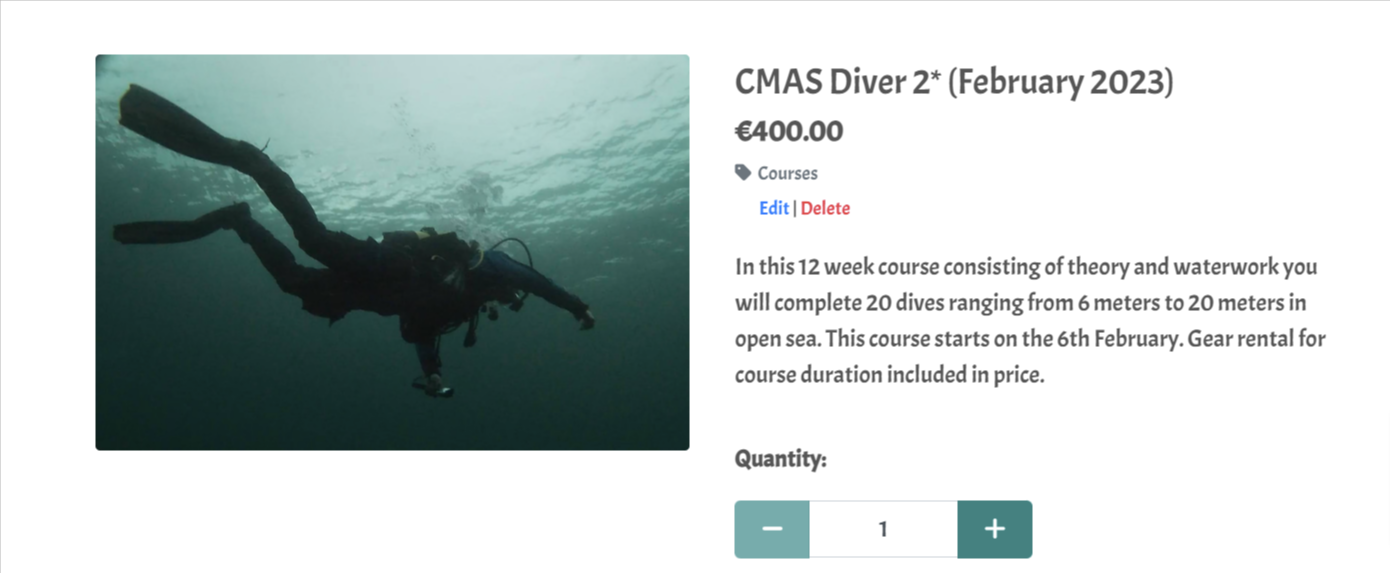 CMAS Diver 2* (February 2023)
€400.00
Courses
Edit | Delete
In this 12 week course consisting of theory and waterwork you
will complete 20 dives ranging from 6 meters to 20 meters in
open sea. This course starts on the 6th February. Gear rental for
course duration included in price.
Quantity:
− 1 +